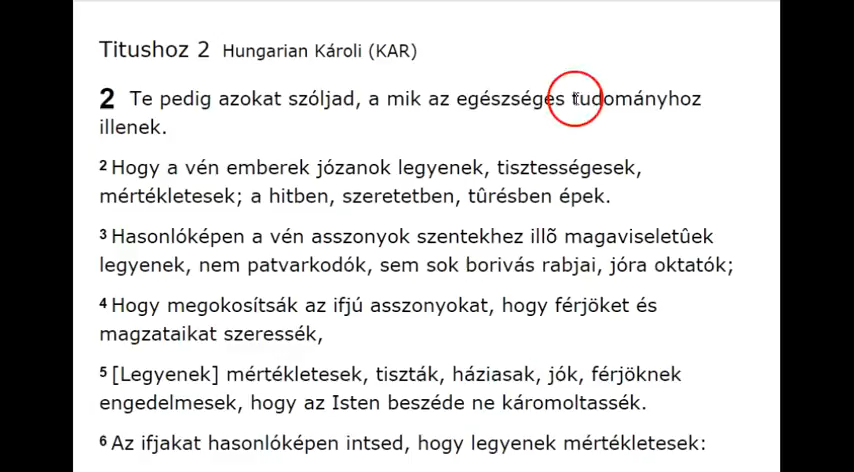 Titushoz 2 Hungarian Károli (KAR)
2 Te pedig azokat szóljad, a mik az egészséges tudományhoz
illenek.
2 Hogy a vén emberek józanok legyenek, tisztességesek,
mértékletesek; a hitben, szeretetben, tûrésben épek.
3 Hasonlóképen a vén asszonyok szentekhez illõ magaviseletûek
legyenek, nem patvarkodók, sem sok borivás rabjai, jóra oktatók;
4 Hogy megokosítsák az ifjú asszonyokat, hogy férjöket és
magzataikat szeressék,
5 [Legyenek] mértékletesek, tiszták, háziasak, jók, férjöknek
engedelmesek, hogy az Isten beszéde ne káromoltassék.
6 Az ifjakat hasonlóképen intsed, hogy legyenek mértékletesek: